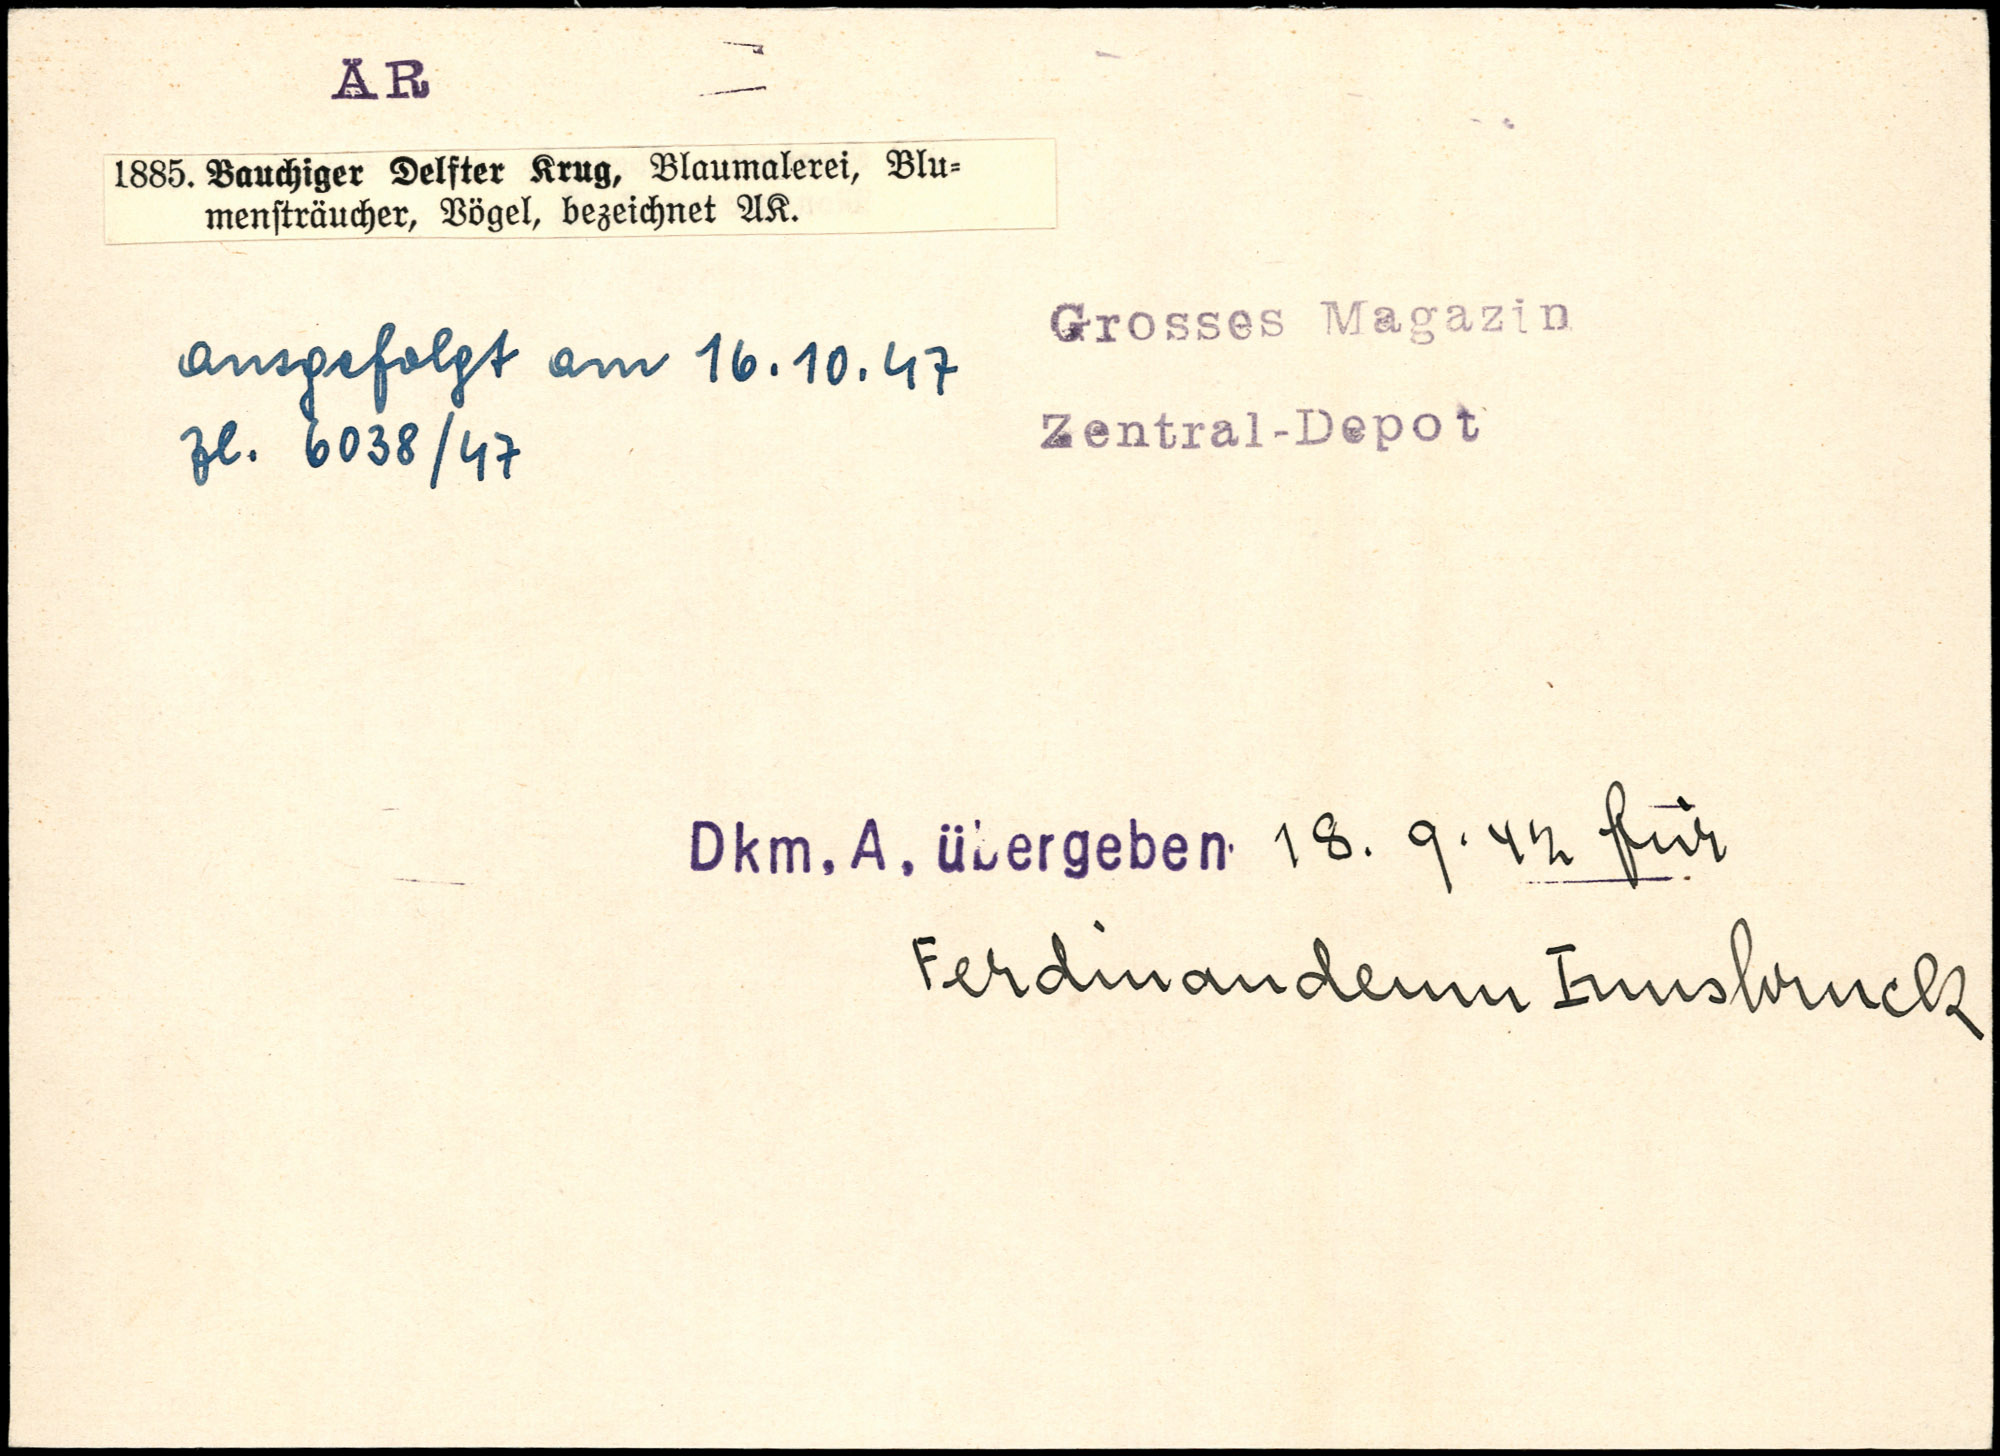 AR
1885. Bauchiger Delfter Krug, Blaumalerei, Blu-
mensträucher, Vögel, bezeichnet AK.
Grosses Magazin
ausgefolgt am 16.10.47
Zentral-Depot
Zl. 6038/47
Dkm. A. übergeben 18. 9. 42 für
Ferdinandeum Innsbruck